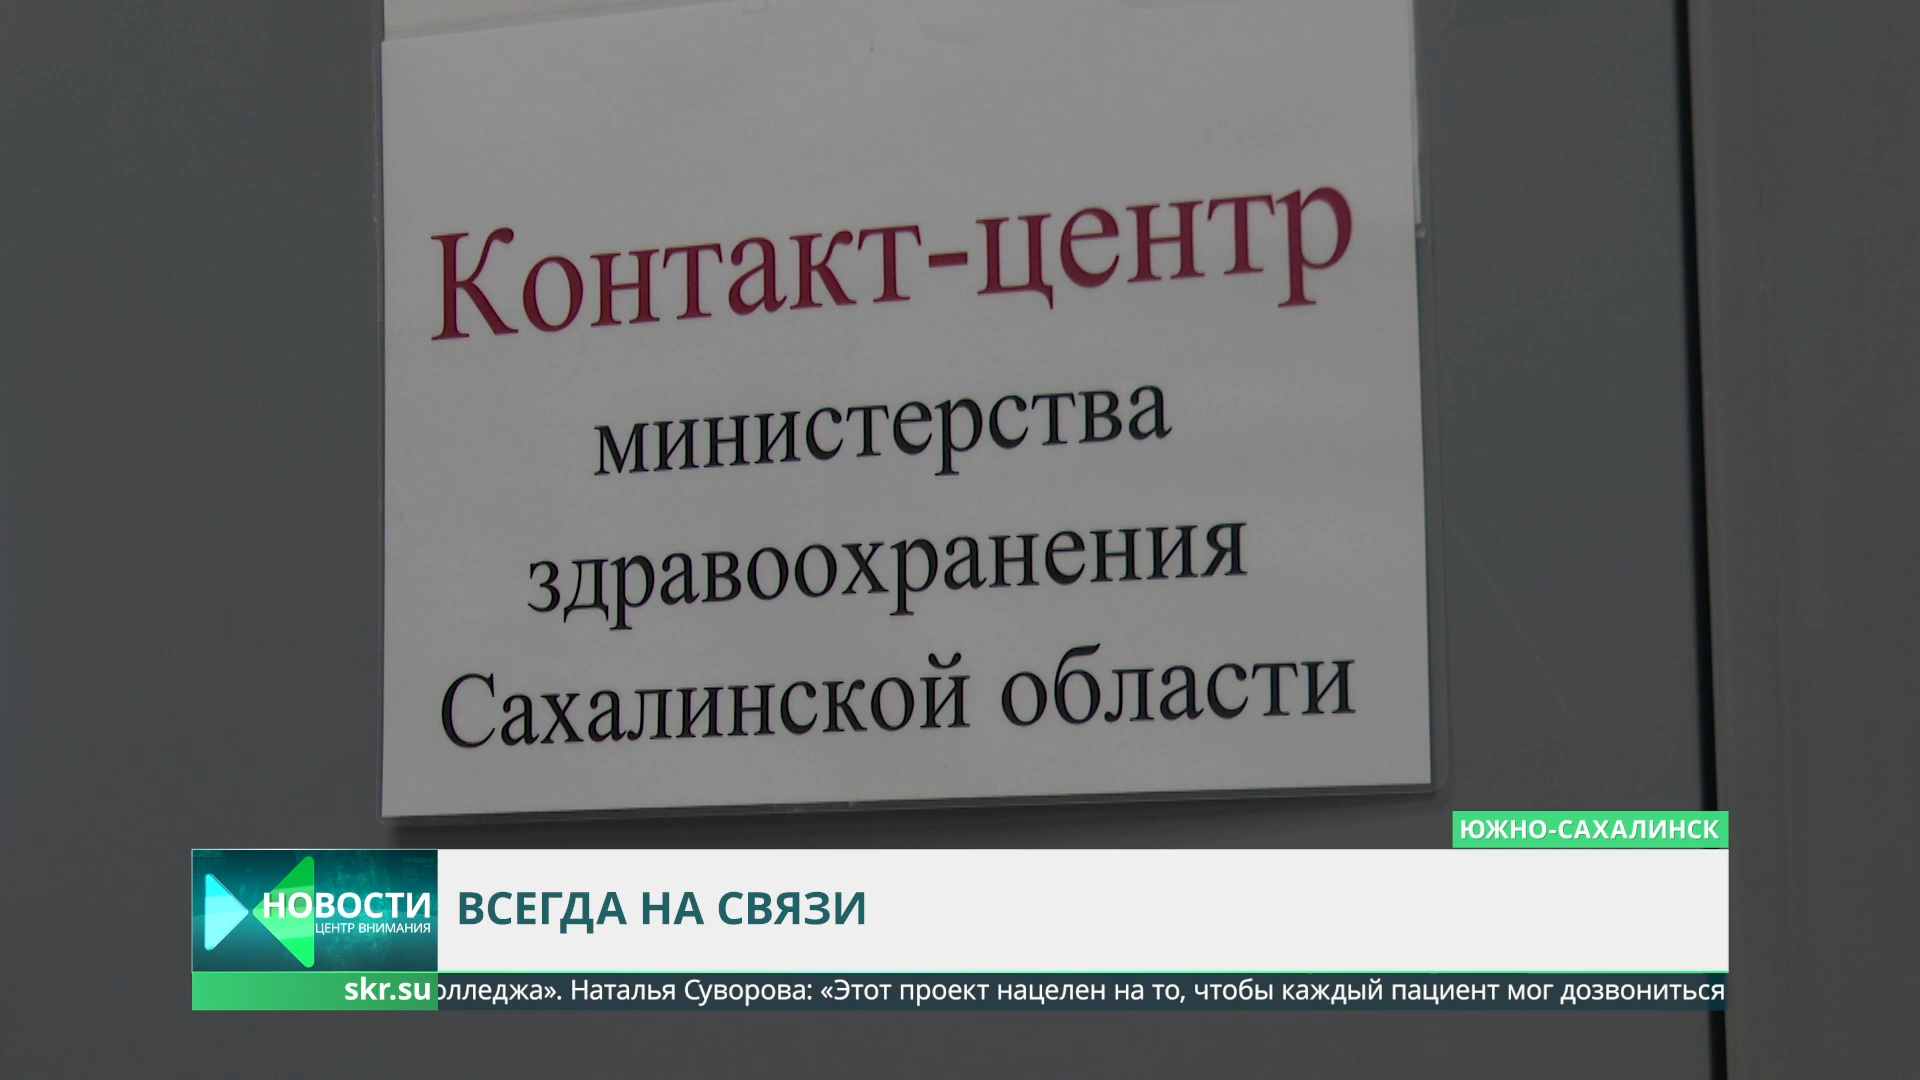 Контакт-центр
министерства
здравоохранения
Сахалинской области
ЮЖНО-САХАЛИНСК
НОВОСТИ
ЦЕНТР ВНИМАНИЯ
ВСЕГДА НА СВЯЗИ
skr.su
олледжа». Наталья Суворова: «Этот проект нацелен на то, чтобы каждый пациент мог дозвониться